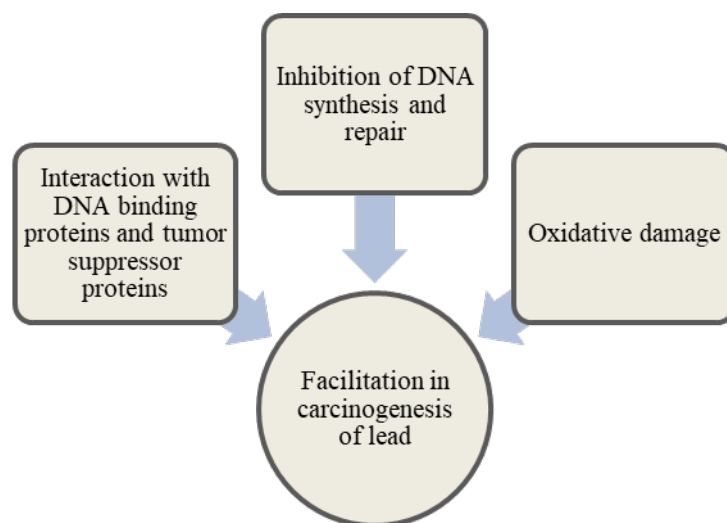 Inhibition of DNA
synthesis and
repair
Interaction with
DNA binding
proteins and tumor
suppressor
proteins
Oxidative damage
Facilitation in
carcinogenesis
of lead